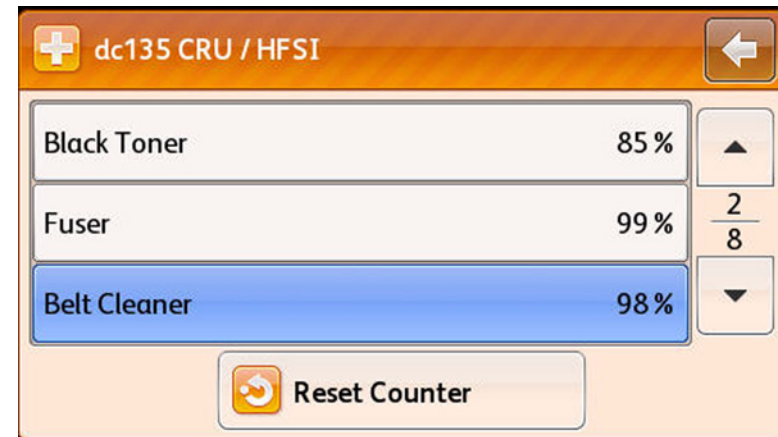 dc135 CRU / HFSI
Black Toner 85%
Fuser 99%
2
8
Belt Cleaner 98%
Reset Counter